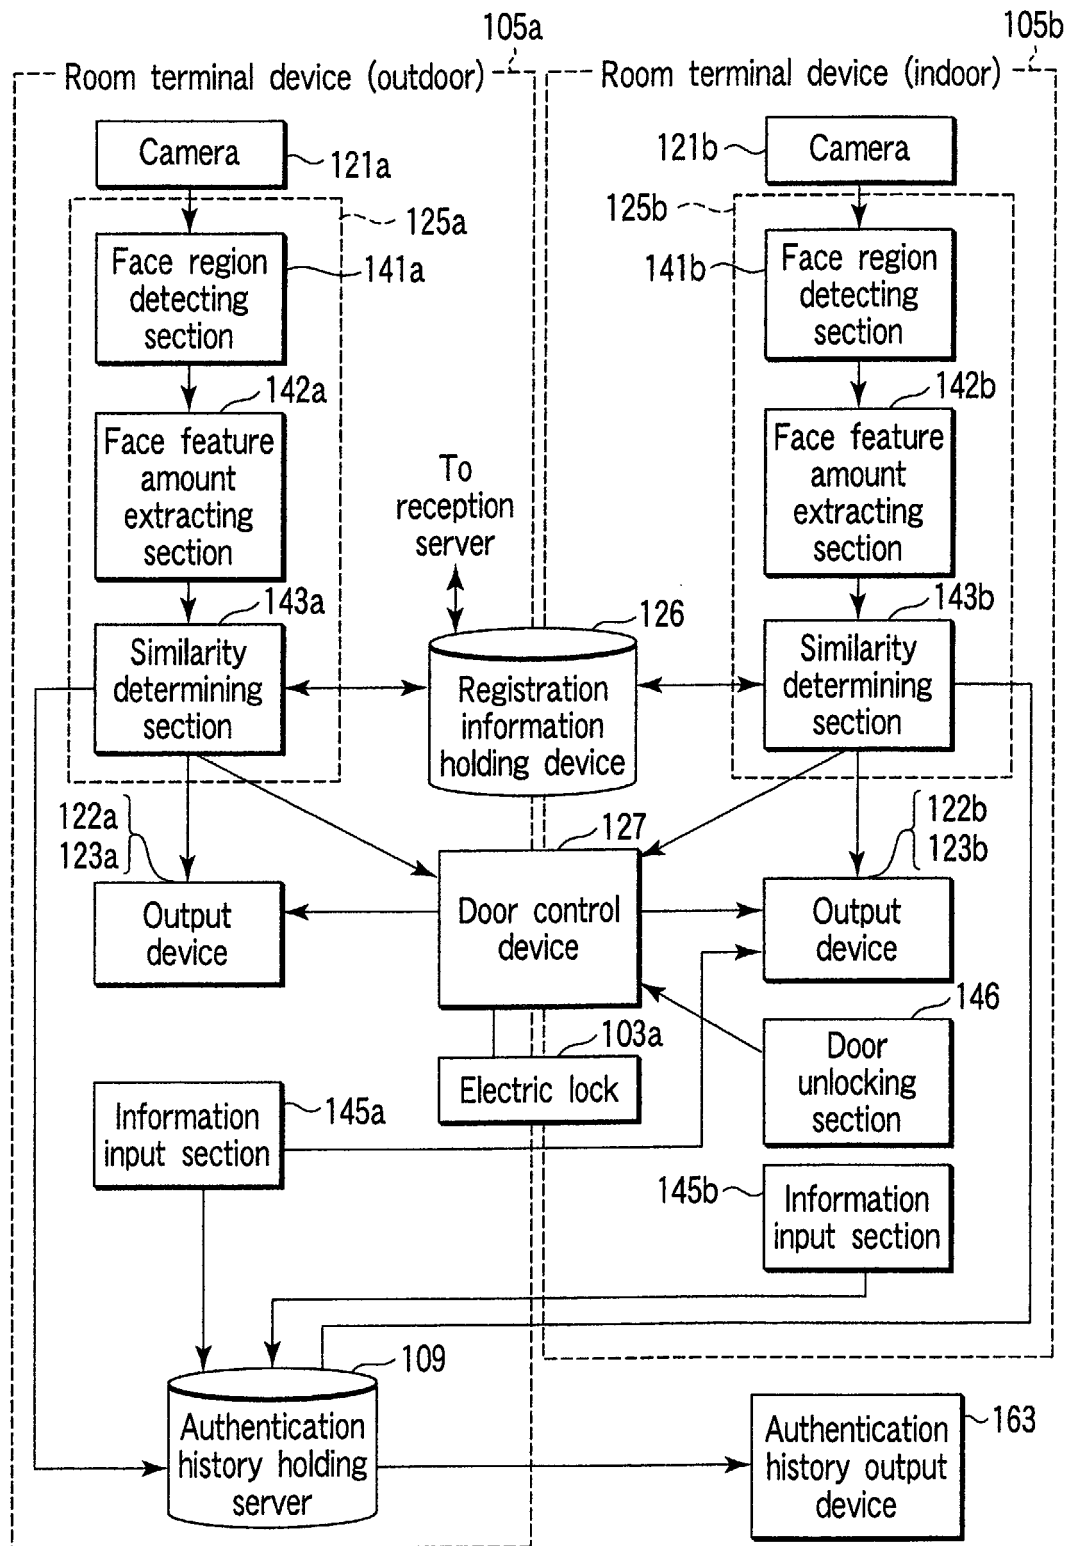 105a
105b
Room terminal device (outdoor)
Room terminal device (indoor)
Camera
121a
121b
Camera
125a
125b
Face region
detecting
section
141a
141b
Face region
detecting
section
142a
142b
Face feature
amount
extracting
section
To
reception
server
Face feature
amount
extracting
section
143a
126
143b
Similarity
determining
section
Registration
information
holding device
Similarity
determining
section
122a
123a
127
122b
123b
Output
device
Door control
device
Output
device
146
103a
Electric lock
Door
unlocking
section
Information
input section
145a
145b
Information
input section
109
Authentication
history holding
server
Authentication
history output
device
163